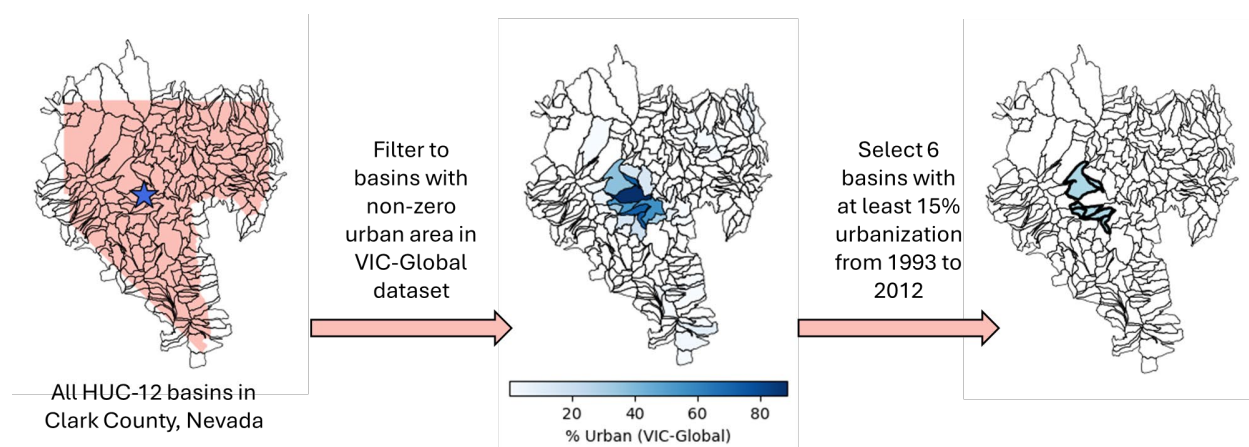 All HUC-12 basins in
Clark County, Nevada
Filter to
basins with
non-zero
urban area in
VIC-Global
dataset
20 40 60 80
% Urban (VIC-Global)
Select 6
basins with
at least 15%
urbanization
from 1993 to
2012